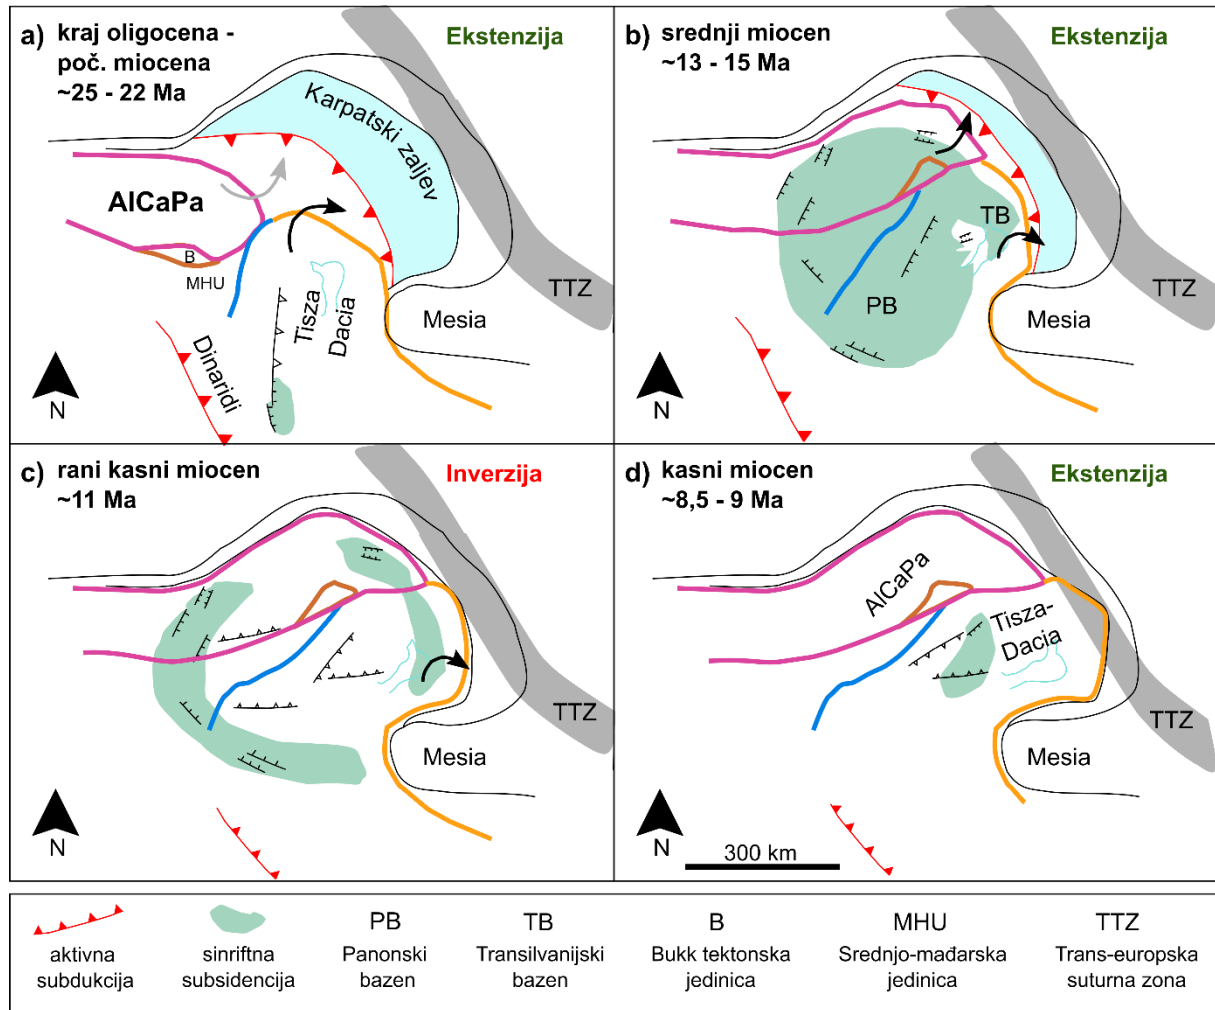 a) kraj oligocena -
poč. miocena
~25 - 22 Ma
Ekstenzija
Karpatski zaljev
AlCaPa
B
MHU
Tisza
Dacia
Dinaridi
Mesia
TTZ
N
b) srednji miocen
~13 - 15 Ma
Ekstenzija
TB
PB
Mesia
TTZ
N
c) rani kasni miocen
~11 Ma
Inverzija
Mesia
TTZ
N
d) kasni miocen
~8,5 - 9 Ma
Ekstenzija
AlCaPa
Tisza-
Dacia
Mesia
TTZ
N
300 km
aktivna
subdukcija
sinriftna
subsidencija
PB
Panonski
bazen
TB
Transilvanijski
bazen
B
Bukk tektonska
jedinica
MHU
Srednjo-mađarska
jedinica
TTZ
Trans-europska
suturna zona